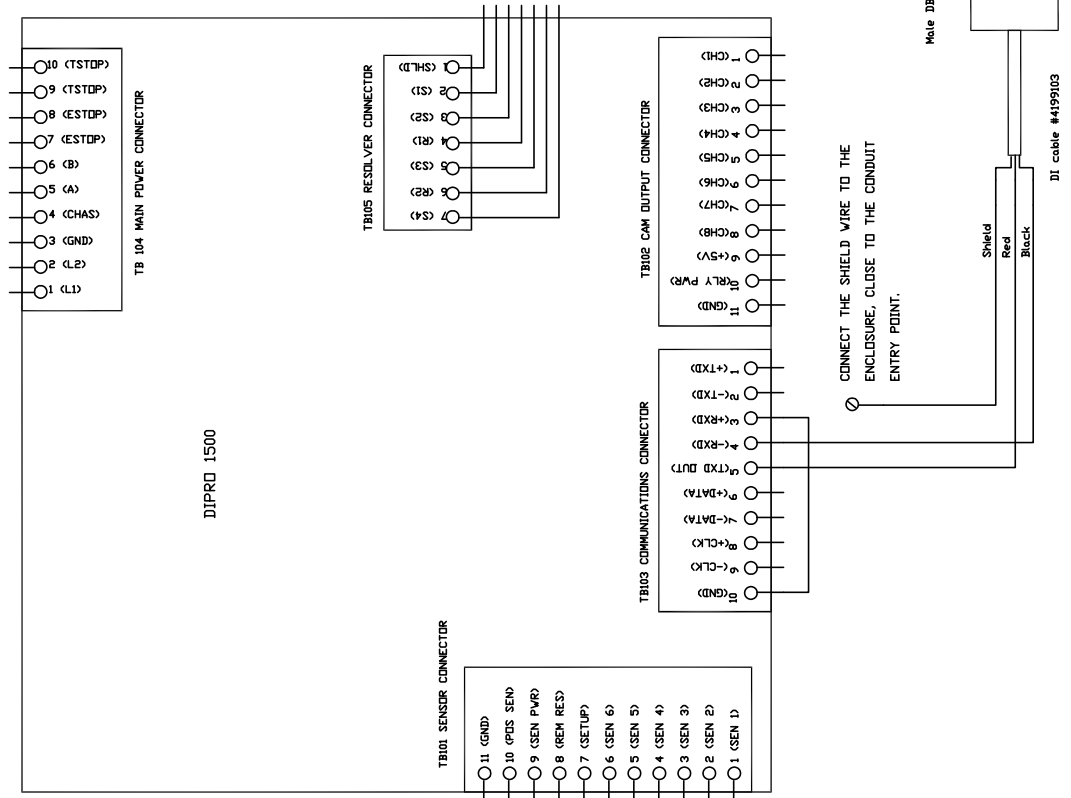 10 (TSTOP)
9 (TSTOP)
8 (ESTOP)
7 (ESTOP)
6 (B)
5 (A)
4 (CHAS)
3 (GND)
2 (L2)
1 (L1)
TB 104 MAIN POWER CONNECTOR
TB105 RESOLVER CONNECTOR
1 (SHLD)
2 (S1)
3 (S2)
4 (R1)
5 (S3)
6 (R2)
7 (S4)
TB102 CAM OUTPUT CONNECTOR
1 (CH1)
2 (CH2)
3 (CH3)
4 (CH4)
5 (CH5)
6 (CH6)
7 (CH7)
8 (CH8)
9 (+5V)
10 (RLY PWR)
11 (GND)
TB103 COMMUNICATIONS CONNECTOR
1 (+TXD)
2 (-TXD)
3 (+RXD)
4 (-RXD)
5 (TXD OUT)
6 (+DATA)
7 (-DATA)
8 (+CLK)
9 (-CLK)
10 (GND)
DIPRO 1500
TB101 SENSOR CONNECTOR
11 (GND)
10 (POS SEN)
9 (SEN PWR)
8 (REM RES)
7 (SETUP)
6 (SEN 6)
5 (SEN 5)
4 (SEN 4)
3 (SEN 3)
2 (SEN 2)
1 (SEN 1)
CONNECT THE SHIELD WIRE TO THE
ENCLOSURE, CLOSE TO THE CONDUIT
ENTRY POINT.
Male DB
Shield
Red
Black
DI cable #4199103